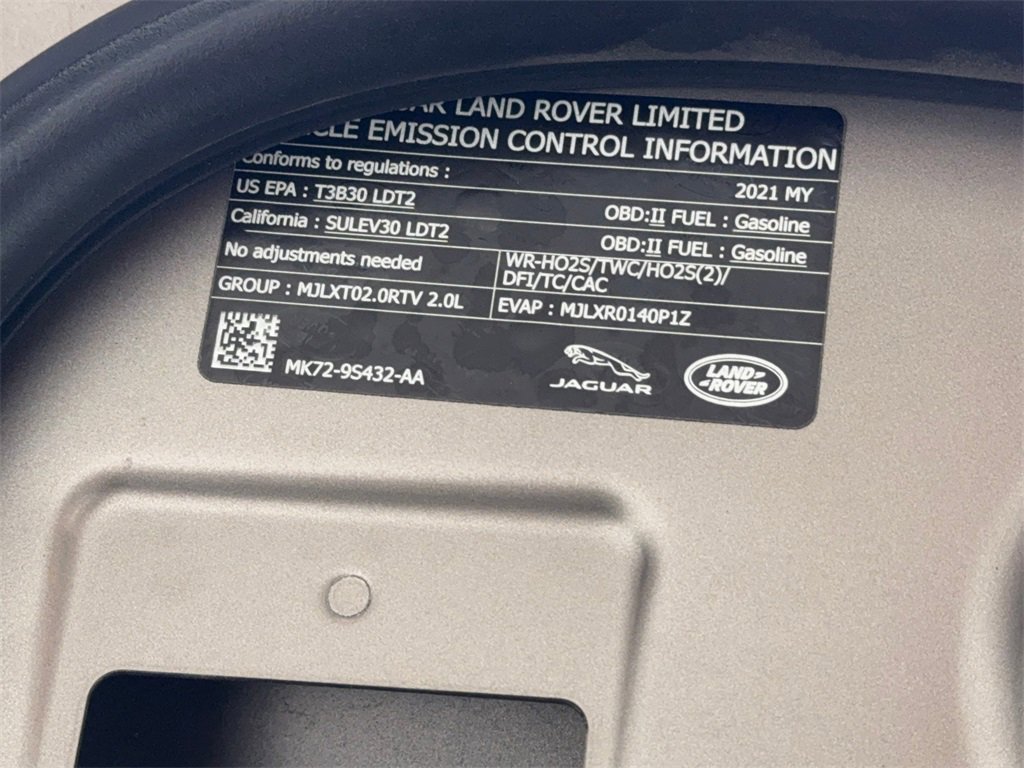 LAND ROVER LIMITED
EMISSION CONTROL INFORMATION
Conforms to regulations :
2021 MY
US EPA : T3B30 LDT2
OBD:II FUEL : Gasoline
California : SULEV30 LDT2
OBD:II FUEL : Gasoline
No adjustments needed
WR-HO2S/TWC/HO2S(2)/
DFI/TC/CAC
GROUP : MJLXT02.0RTV 2.0L
EVAP : MJLXR0140P1Z
MK72-9S432-AA
JAGUAR
LAND
ROVER